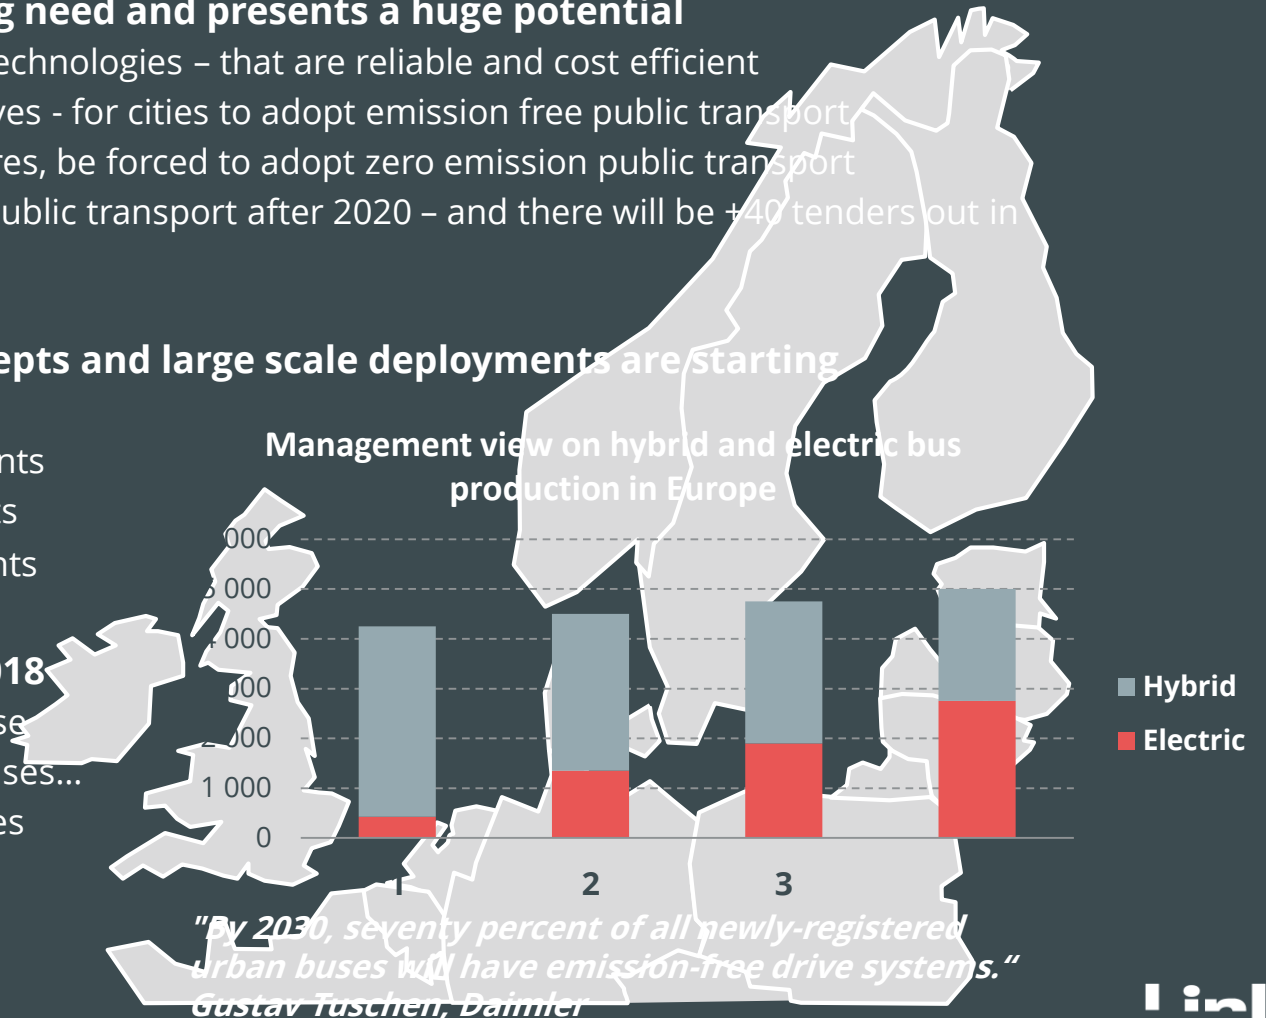 g need and presents a huge potential
echnologies – that are reliable and cost efficient
ves - for cities to adopt emission free public transport
res, be forced to adopt zero emission public transport
ublic transport after 2020 – and there will be +40 tenders out in
epts and large scale deployments are starting
nts
ts
nts
018
se
ses...
es
Management view on hybrid and electric bus
production in Europe
000
5 000
4 000
000
2 000
1 000
0
1 2 3
Hybrid
Electric
"By 2030, seventy percent of all newly-registered
urban buses will have emission-free drive systems."
Gustav Tuschen, Daimler